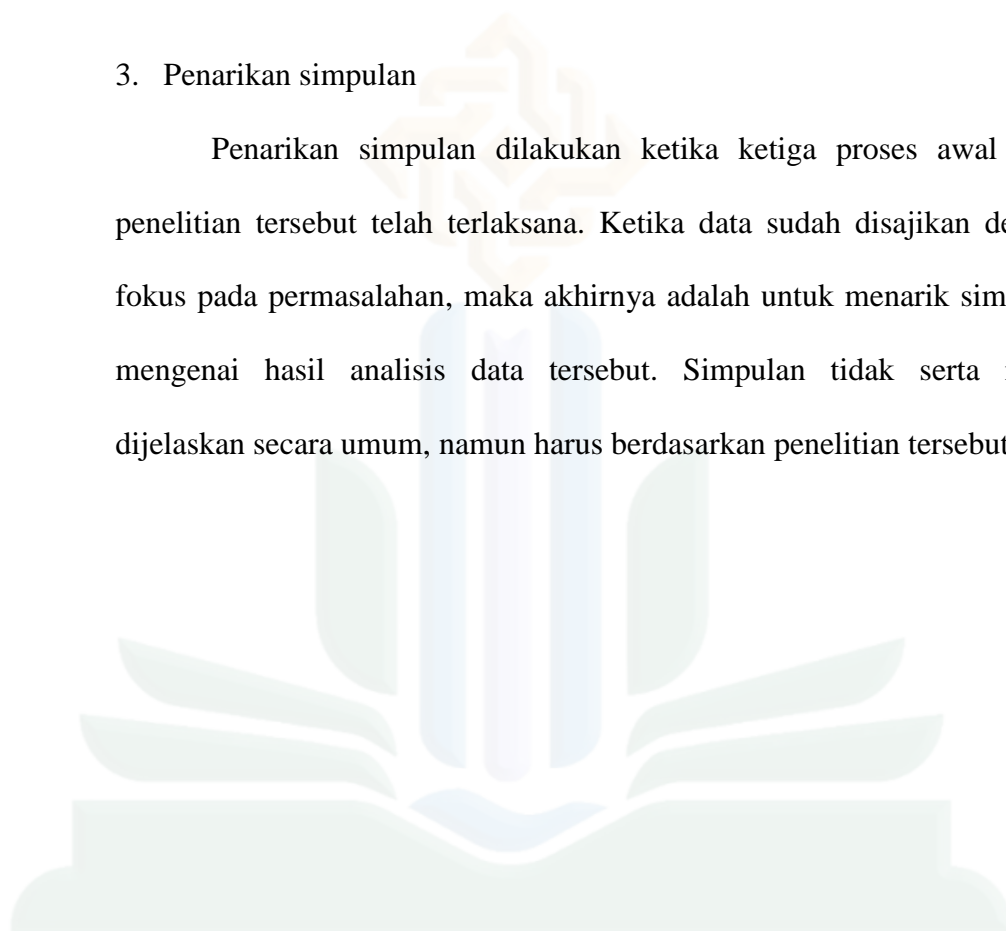 3. Penarikan simpulan
Penarikan simpulan dilakukan ketika ketiga proses awal
penelitian tersebut telah terlaksana. Ketika data sudah disajikan
fokus pada permasalahan, maka akhirnya adalah untuk menarik
mengenai hasil analisis data tersebut. Simpulan tidak serta
dijelaskan secara umum, namun harus berdasarkan penelitian tersebut